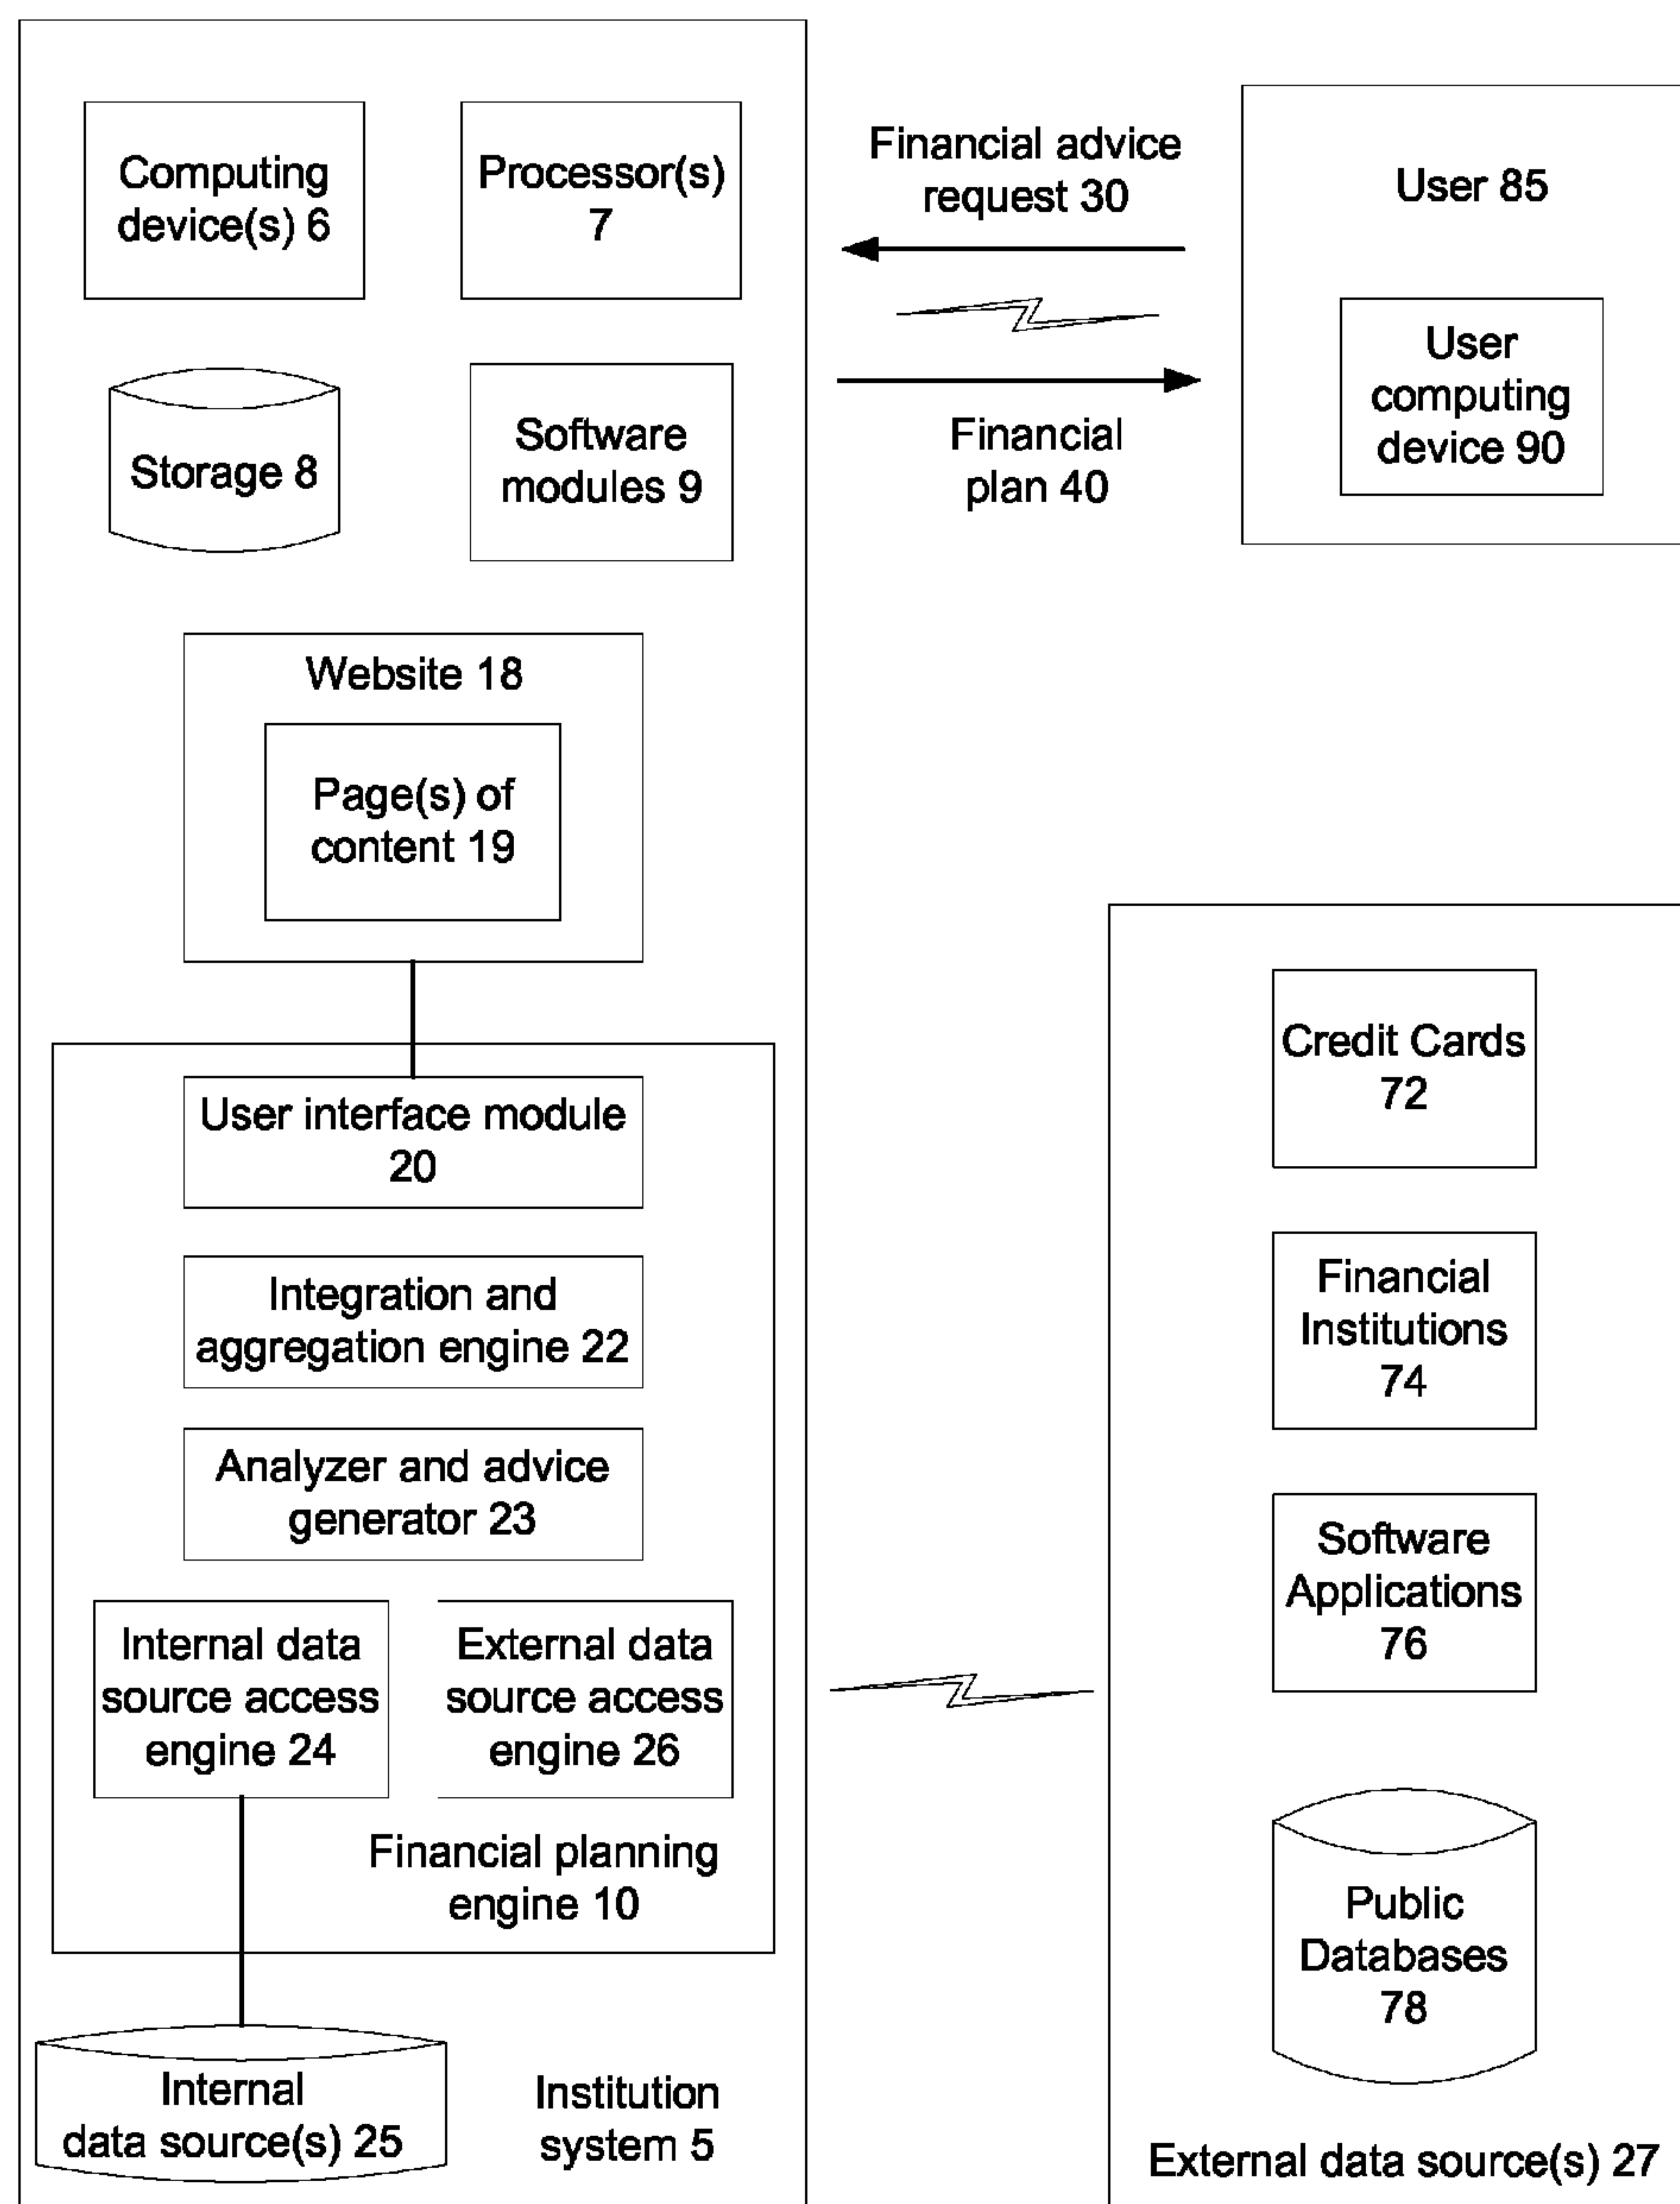 Computing
device(s) 6
Processor(s)
7
Storage 8
Software
modules 9
Financial advice
request 30
Financial
plan 40
User 85
User
computing
device 90
Website 18
Page(s) of
content 19
User interface module
20
Integration and
aggregation engine 22
Analyzer and advice
generator 23
Internal data
source access
engine 24
External data
source access
engine 26
Financial planning
engine 10
Internal
data source(s) 25
Institution
system 5
Credit Cards
72
Financial
Institutions
74
Software
Applications
76
Public
Databases
78
External data source(s) 27